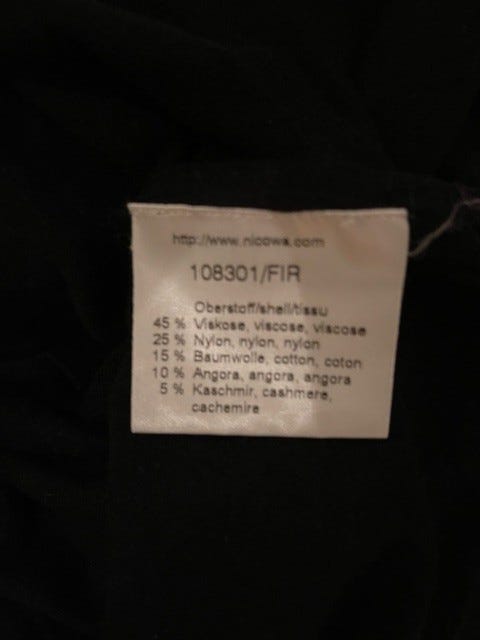 http://www.nicowa.com
108301/FIR
Oberstoff/shell/tissu
45 % Viskose, viscose, viscose
25 % Nylon, nylon, nylon
15 % Baumwolle, cotton, coton
10 % Angora, angora, angora
5 % Kaschmir, cashmere,
cachemire